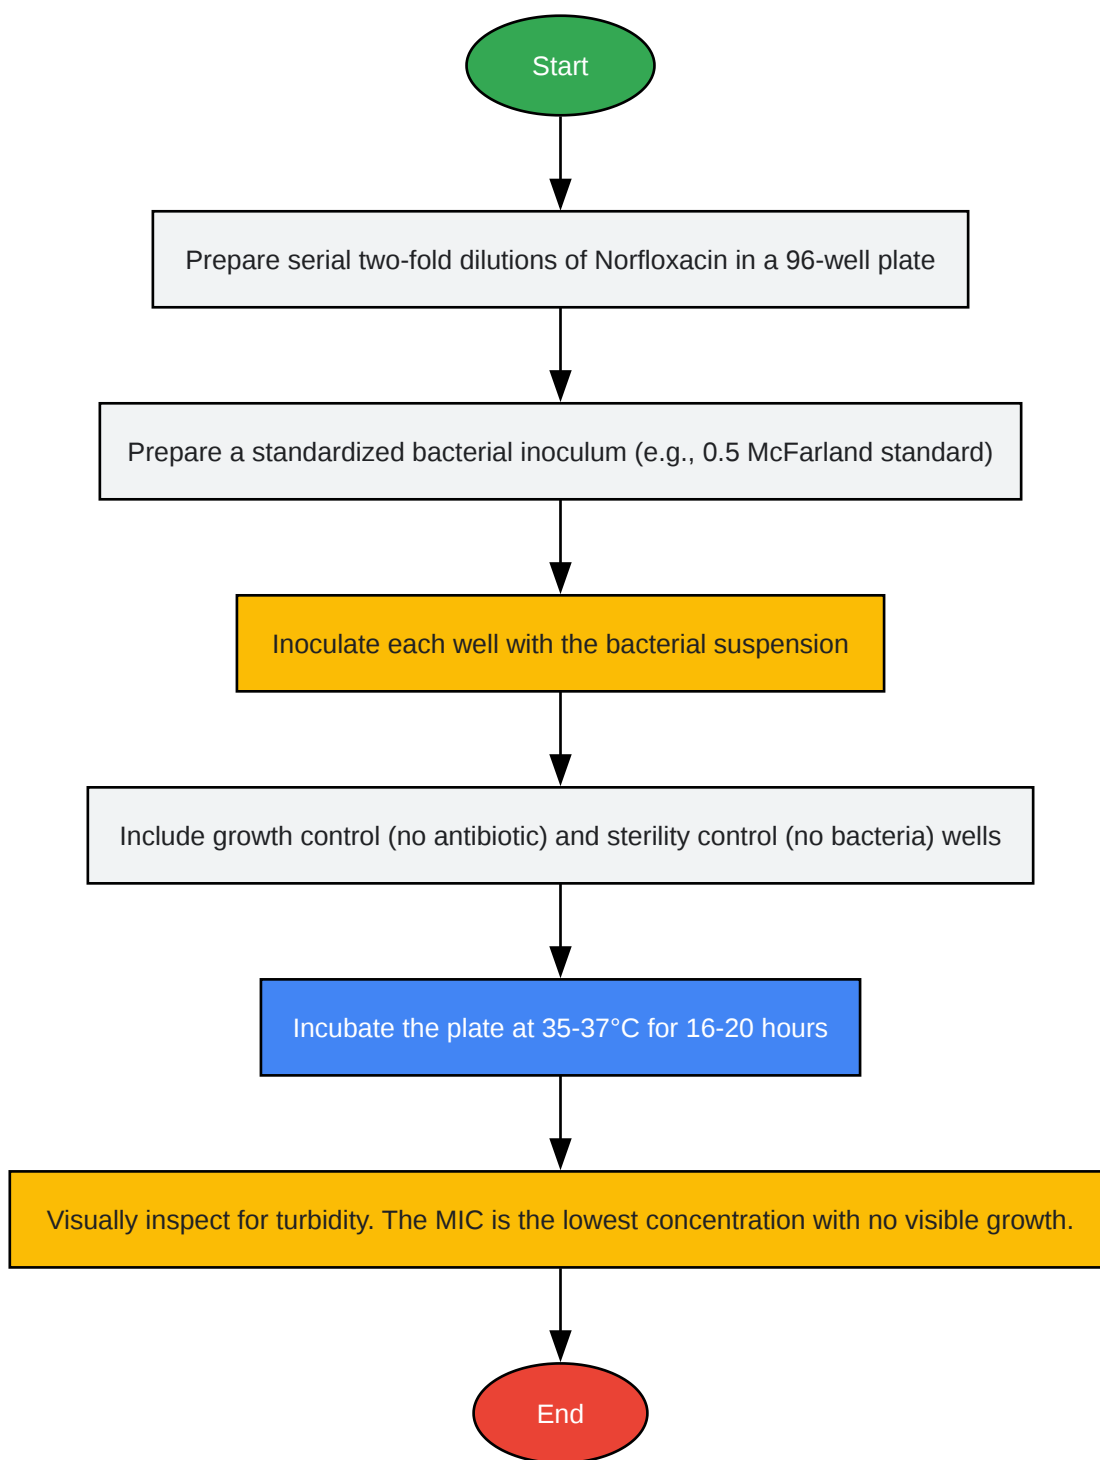 Start
Prepare serial two-fold dilutions of Norfloxacin in a 96-well plate
Prepare a standardized bacterial inoculum (e.g., 0.5 McFarland standard)
Inoculate each well with the bacterial suspension
Include growth control (no antibiotic) and sterility control (no bacteria) wells
Incubate the plate at 35-37°C for 16-20 hours
Visually inspect for turbidity. The MIC is the lowest concentration with no visible growth.
End